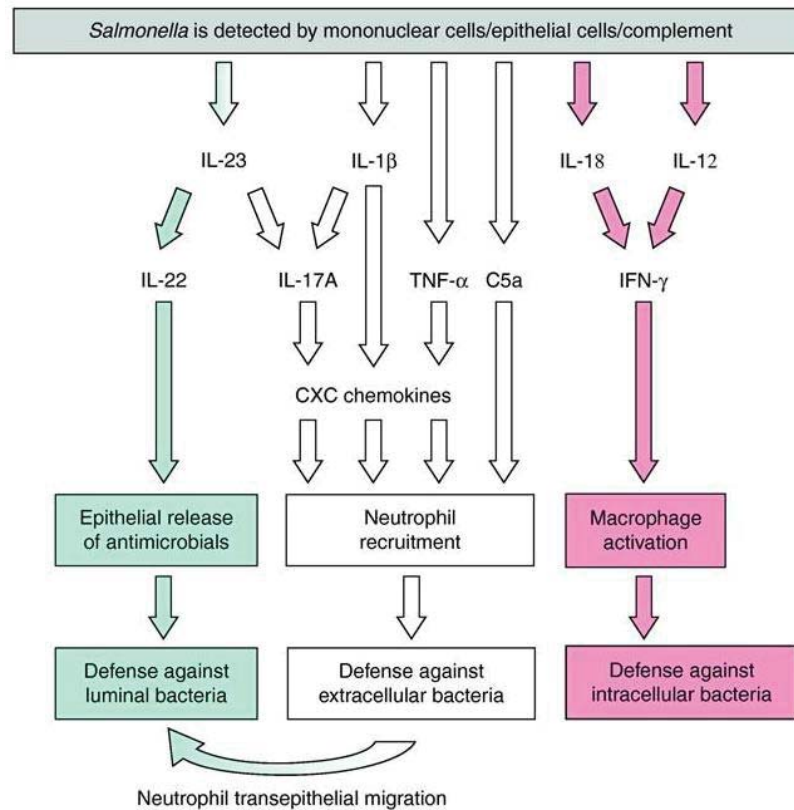 Salmonella is detected by mononuclear cells/epithelial cells/complement
IL-23 IL-1β IL-18 IL-12
IL-22 IL-17A TNF-α C5a IFN-γ
CXC chemokines
Epithelial release
of antimicrobials
Neutrophil
recruitment
Macrophage
activation
Defense against
luminal bacteria
Defense against
extracellular bacteria
Defense against
intracellular bacteria
Neutrophil transepithelial migration